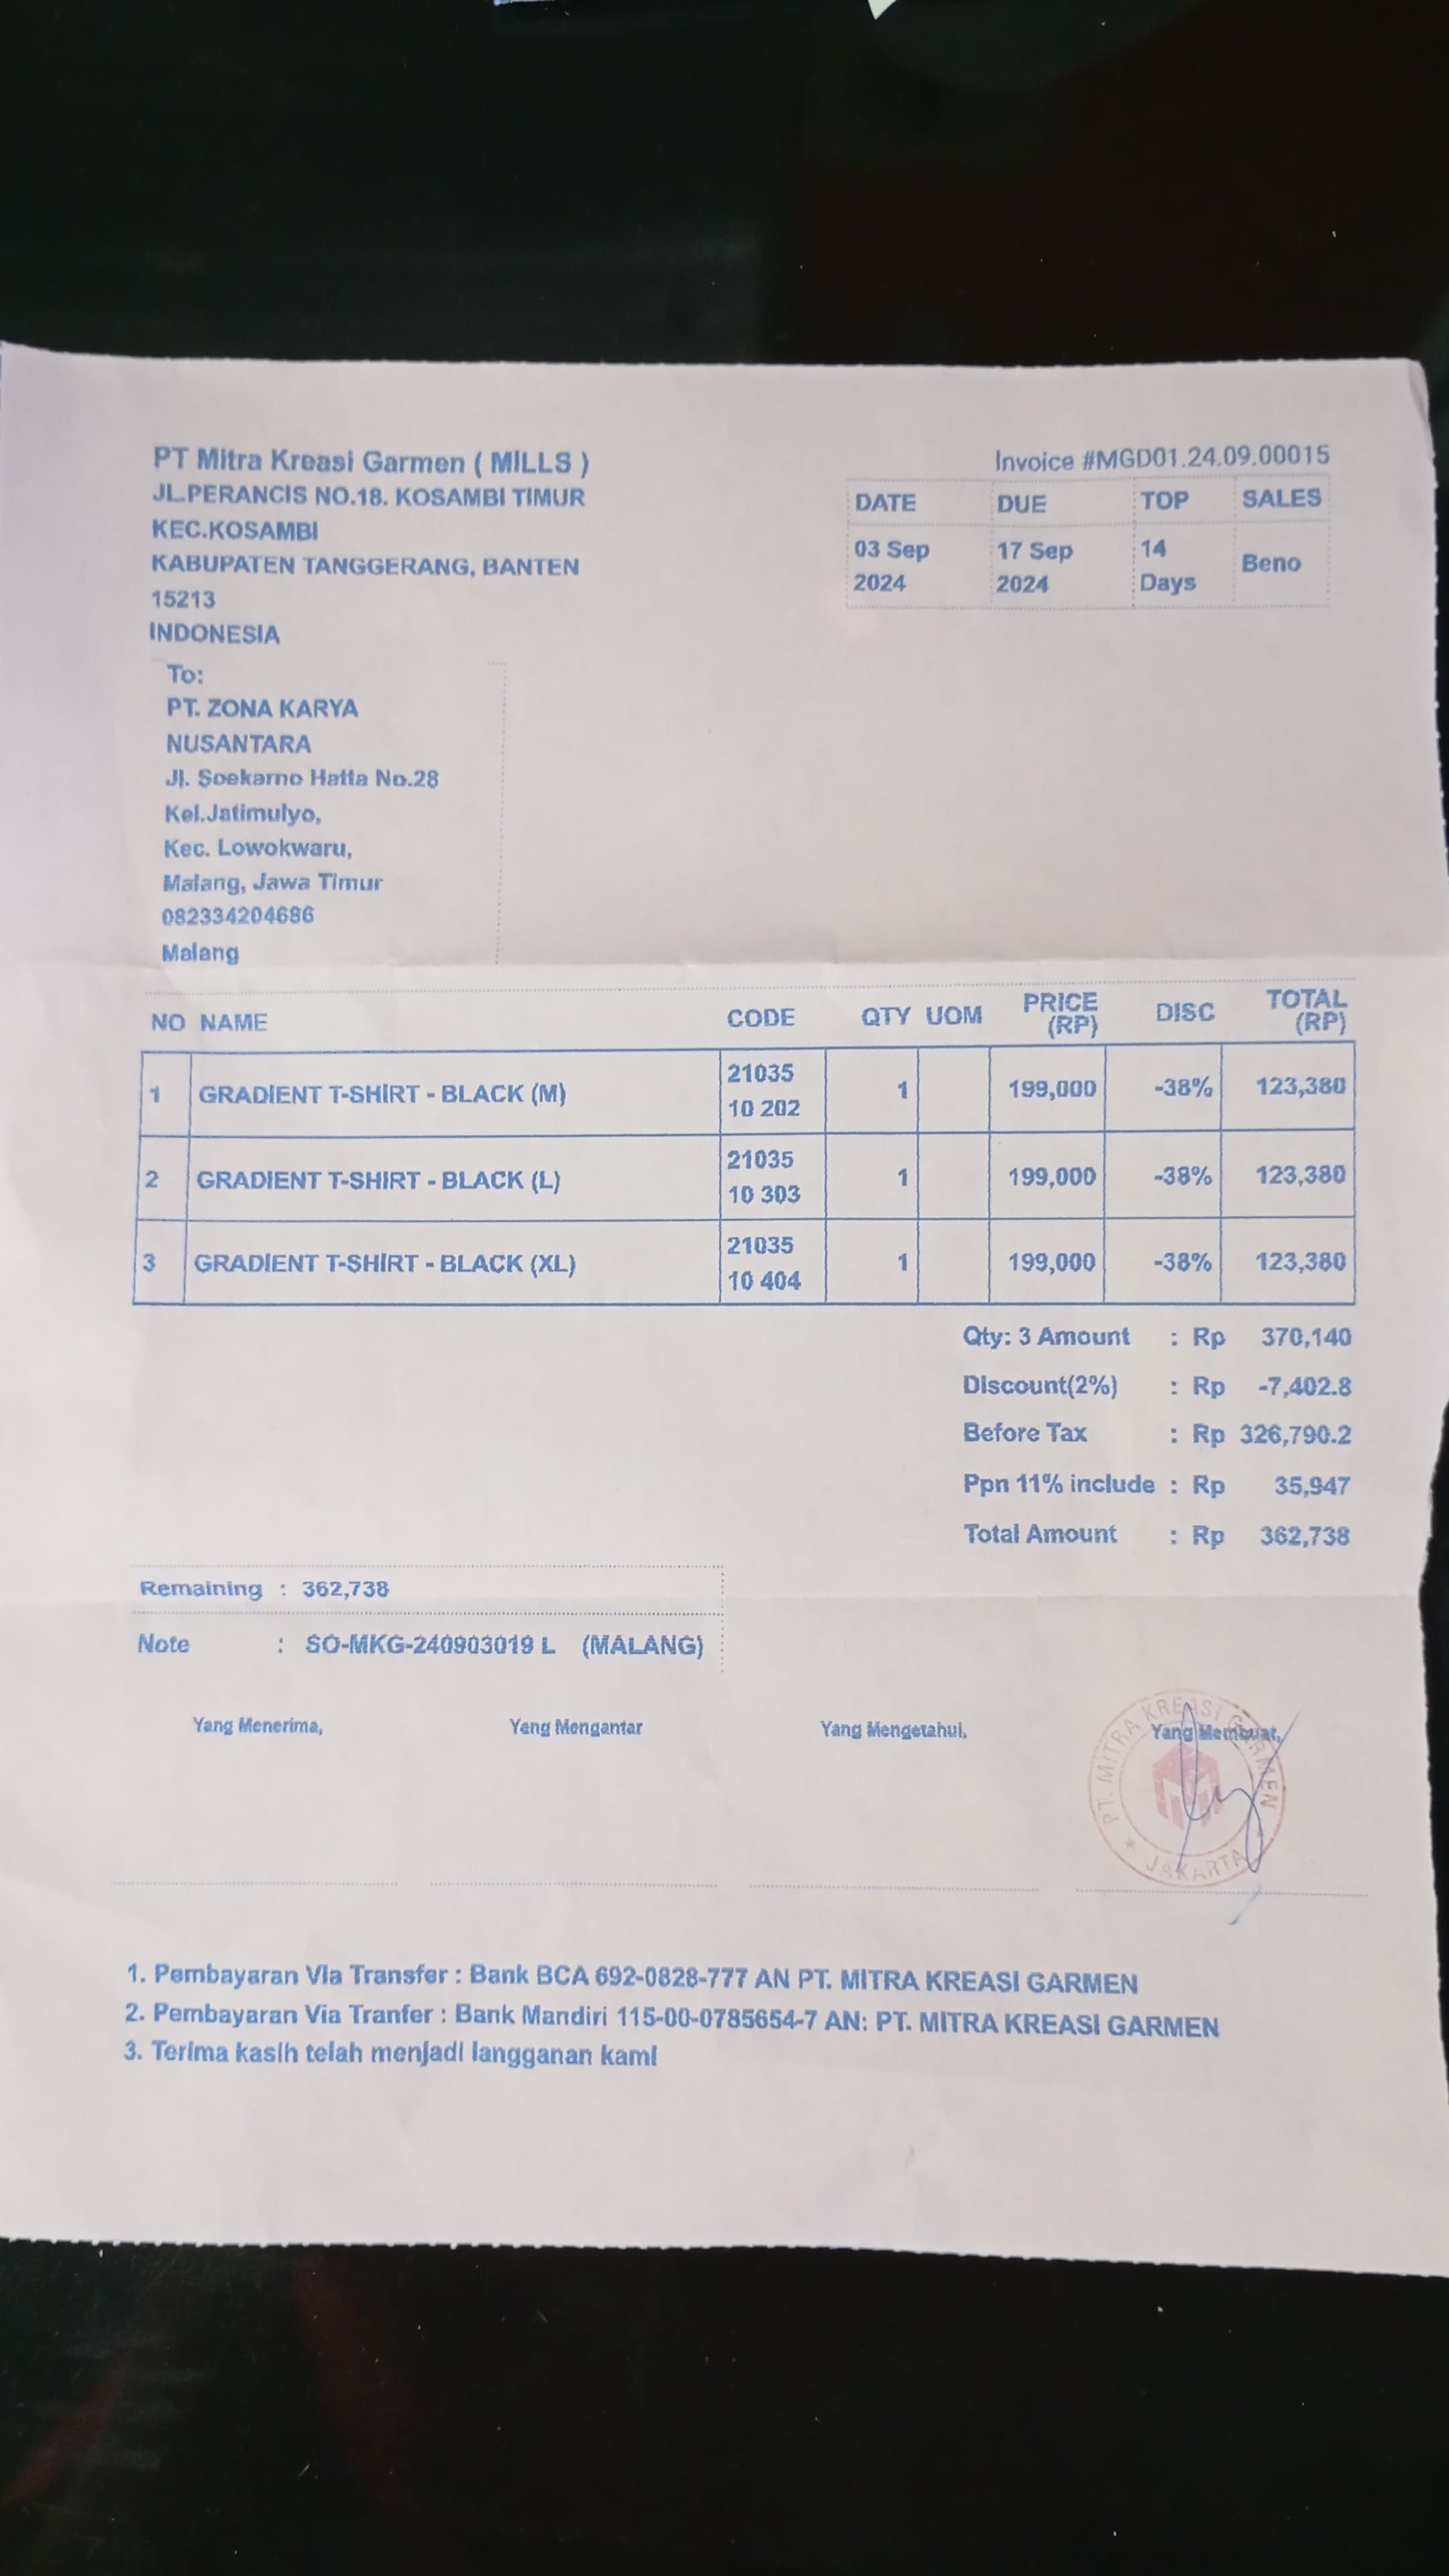 PT Mitra Kreasi Garmen ( MILLS )
JL.PERANCIS NO.18. KOSAMBI TIMUR
KEC.KOSAMBI
KABUPATEN TANGGERANG, BANTEN
15213
INDONESIA
Invoice #MGD01.24.09.00015
DATE DUE TOP SALES
03 Sep 2024 17 Sep 2024 14 Days Beno
To:
PT. ZONA KARYA
NUSANTARA
Jl. Soekarno Hatta No.28
Kel.Jatimulyo,
Kec. Lowokwaru,
Malang, Jawa Timur
082334204686
Malang
NO NAME CODE QTY UOM PRICE (RP) DISC TOTAL (RP)
1 GRADIENT T-SHIRT - BLACK (M) 21035 10 202 1 199,000 -38% 123,380
2 GRADIENT T-SHIRT - BLACK (L) 21035 10 303 1 199,000 -38% 123,380
3 GRADIENT T-SHIRT - BLACK (XL) 21035 10 404 1 199,000 -38% 123,380
Qty: 3 Amount : Rp 370,140
Discount(2%) : Rp -7,402.8
Before Tax : Rp 326,790.2
Ppn 11% include : Rp 35,947
Total Amount : Rp 362,738
Remaining : 362,738
Note : SO-MKG-240903019 L (MALANG)
Yang Menerima, Yang Mengantar Yang Mengetahui, Yang Membuat,
PT. MITRA KREASI GARMEN
JAKARTA
1. Pembayaran Via Transfer : Bank BCA 692-0828-777 AN PT. MITRA KREASI GARMEN
2. Pembayaran Via Tranfer : Bank Mandiri 115-00-0785654-7 AN: PT. MITRA KREASI GARMEN
3. Terima kasih telah menjadi langganan kami